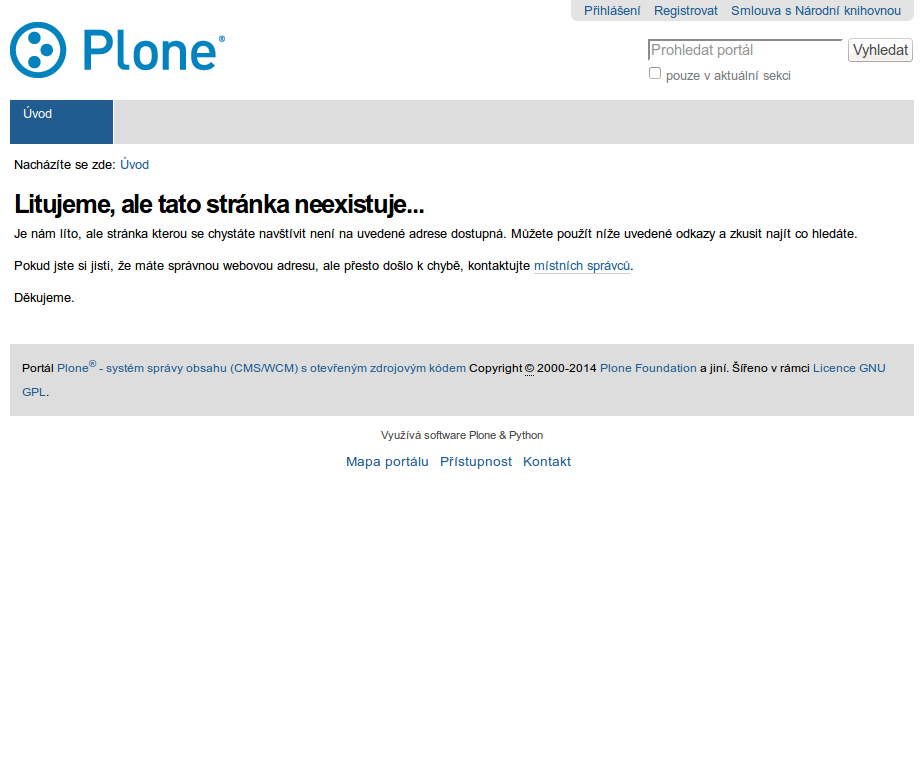 Přihlášení Registrovat Smlouva s Národní knihovnou
Plone®
Prohledat portál Vyhledat
pouze v aktuální sekci
Úvod
Nacházíte se zde: Úvod
Litujeme, ale tato stránka neexistuje...
Je nám líto, ale stránka kterou se chystáte navštívit není na uvedené adrese dostupná. Můžete použít níže uvedené odkazy a zkusit najít co hledáte.
Pokud jste si jisti, že máte správnou webovou adresu, ale přesto došlo k chybě, kontaktujte místních správců.
Děkujeme.
Portál Plone® - systém správy obsahu (CMS/WCM) s otevřeným zdrojovým kódem Copyright © 2000-2014 Plone Foundation a jiní. Šířeno v rámci Licence GNU
GPL.
Využívá software Plone & Python
Mapa portálu Přístupnost Kontakt